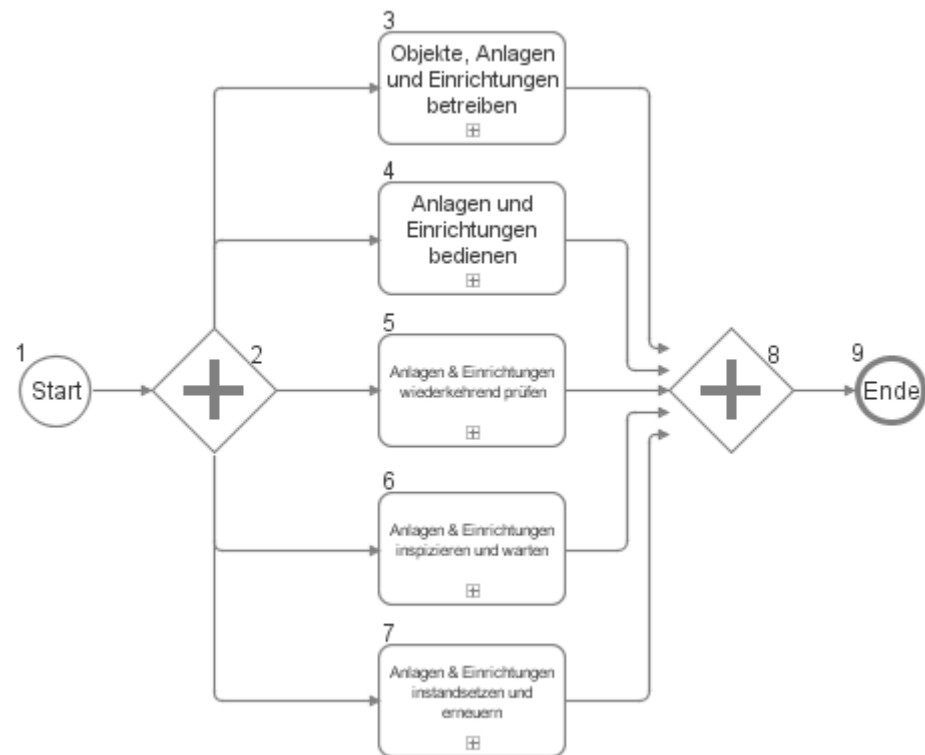 1
Start
2
3
Objekte, Anlagen
und Einrichtungen
betreiben
4
Anlagen und
Einrichtungen
bedienen
5
Anlagen & Einrichtungen
wiederkehrend prüfen
6
Anlagen & Einrichtungen
inspizieren und warten
7
Anlagen & Einrichtungen
instandsetzen und
erneuern
8
9
Ende